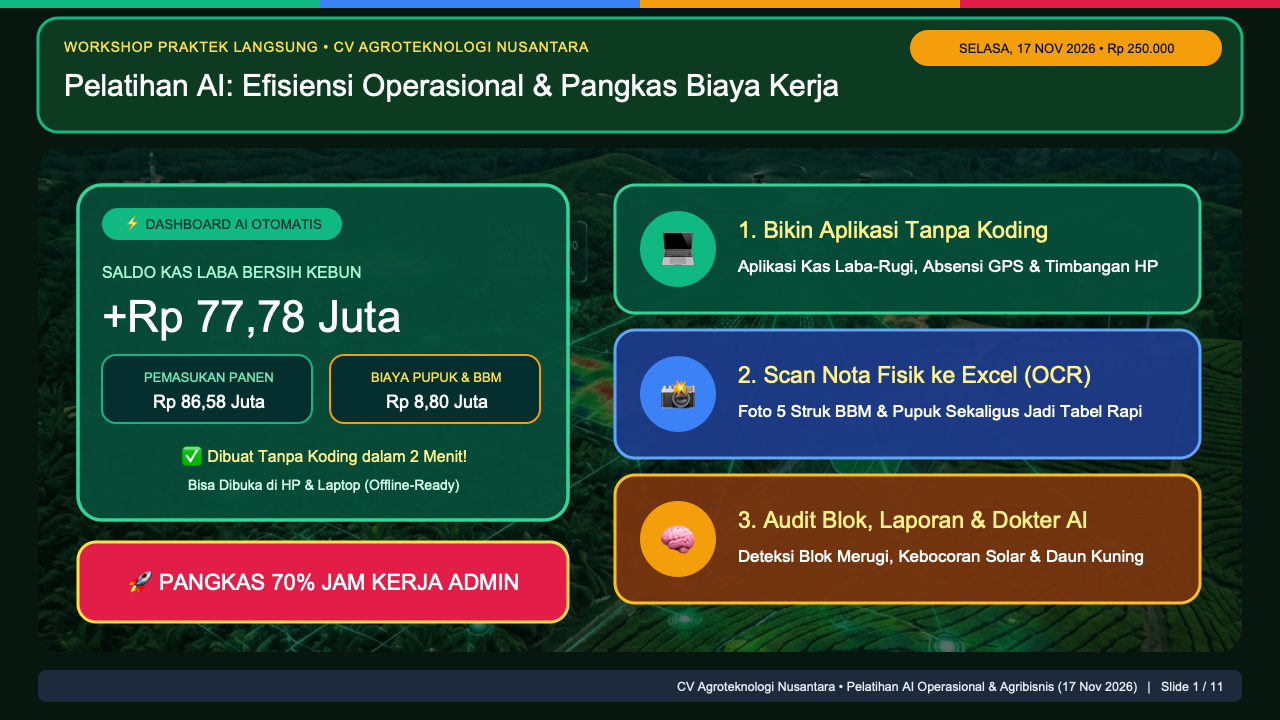 WORKSHOP PRAKTEK LANGSUNG • CV AGROTEKNOLOGI NUSANTARA
SELASA, 17 NOV 2026 • Rp 250.000
Pelatihan AI: Efisiensi Operasional & Pangkas Biaya Kerja
⚡ DASHBOARD AI OTOMATIS
SALDO KAS LABA BERSIH KEBUN
+Rp 77,78 Juta
PEMASUKAN PANEN
Rp 86,58 Juta
BIAYA PUPUK & BBM
Rp 8,80 Juta
✅ Dibuat Tanpa Koding dalam 2 Menit!
Bisa Dibuka di HP & Laptop (Offline-Ready)
🚀 PANGKAS 70% JAM KERJA ADMIN
1. Bikin Aplikasi Tanpa Koding
Aplikasi Kas Laba-Rugi, Absensi GPS & Timbangan HP
2. Scan Nota Fisik ke Excel (OCR)
Foto 5 Struk BBM & Pupuk Sekaligus Jadi Tabel Rapi
3. Audit Blok, Laporan & Dokter AI
Deteksi Blok Merugi, Kebocoran Solar & Daun Kuning
CV Agroteknologi Nusantara • Pelatihan AI Operasional & Agribisnis (17 Nov 2026) | Slide 1 / 11